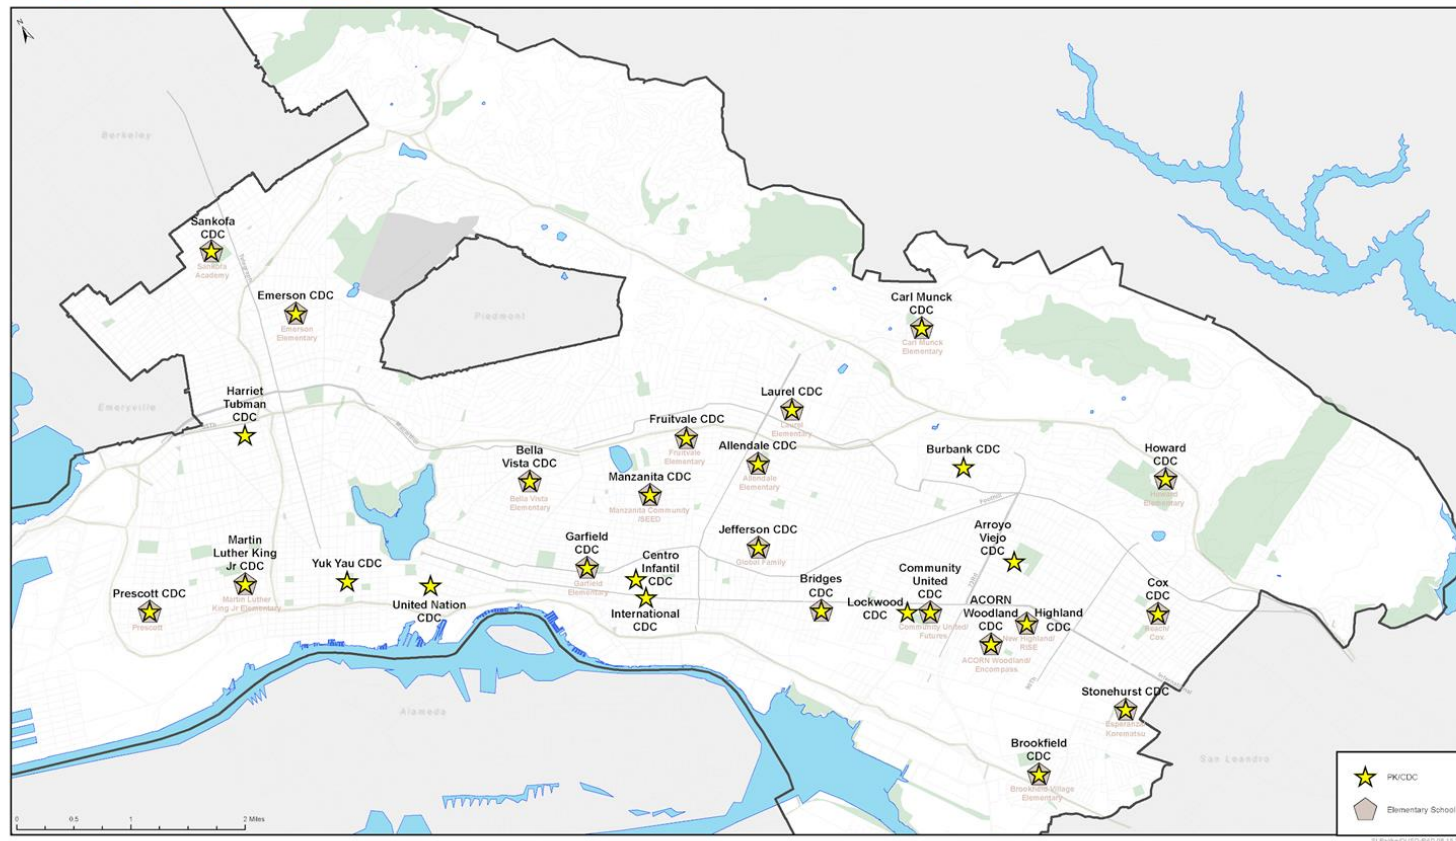 N
Berkeley
Sankofa
CDC
Sankofa
Academy
Telegraph
Emerson CDC
Emerson
Elementary
Piedmont
Carl Munck
CDC
Carl Munck
Elementary
Emeryville
Harriet
Tubman
CDC
Laurel CDC
Laurel
Elementary
Fruitvale CDC
Fruitvale
Elementary
Allendale CDC
Allendale
Elementary
Burbank CDC
Howard
CDC
Howard
Elementary
Bella
Vista CDC
Bella Vista
Elementary
Manzanita CDC
Manzanita Community
/SEED
Foothill
Jefferson CDC
Global Family
Arroyo
Viejo
CDC
Martin
Luther King
Jr CDC
Martin Luther
King Jr Elementary
Yuk Yau CDC
Garfield
CDC
Garfield
Elementary
Centro
Infantil
CDC
International
CDC
Prescott CDC
Prescott
United Nation
CDC
Bridges
CDC
Lockwood
CDC
Community
United
CDC
Community United/
Futures
73Rd
ACORN
Woodland
CDC
ACORN Woodland/
Encompass
Highland
CDC
New Highland/
RISE
Cox
CDC
Reach/
Cox
98Th
International
Stonehurst CDC
Esperanza/
Korematsu
Alameda
San Leandro
Brookfield
CDC
Brookfield Village
Elementary
0 0.5 1 2 Miles
PK/CDC
Elementary School